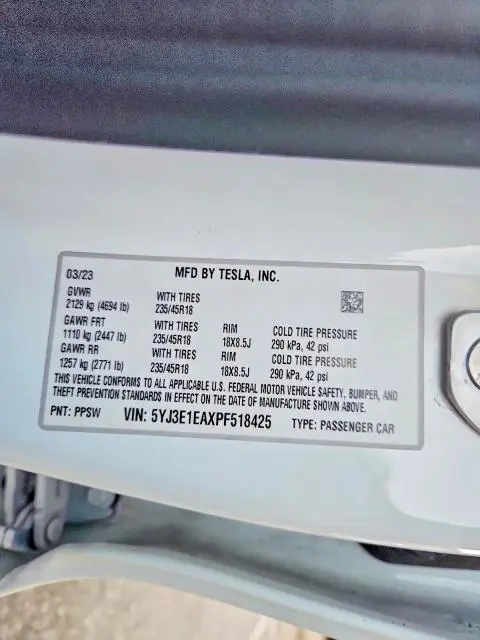 03/23 MFD BY TESLA, INC.
GVWR WITH TIRES
2129 kg (4694 lb) 235/45R18
GAWR FRT WITH TIRES RIM COLD TIRE PRESSURE
1110 kg (2447 lb) 235/45R18 18X8.5J 290 kPa, 42 psi
GAWR RR WITH TIRES RIM COLD TIRE PRESSURE
1257 kg (2771 lb) 235/45R18 18X8.5J 290 kPa, 42 psi
THIS VEHICLE CONFORMS TO ALL APPLICABLE U.S. FEDERAL MOTOR VEHICLE SAFETY, BUMPER, AND
THEFT PREVENTION STANDARDS IN EFFECT ON THE DATE OF MANUFACTURE SHOWN ABOVE.
PNT: PPSW VIN: 5YJ3E1EAXPF518425 TYPE: PASSENGER CAR